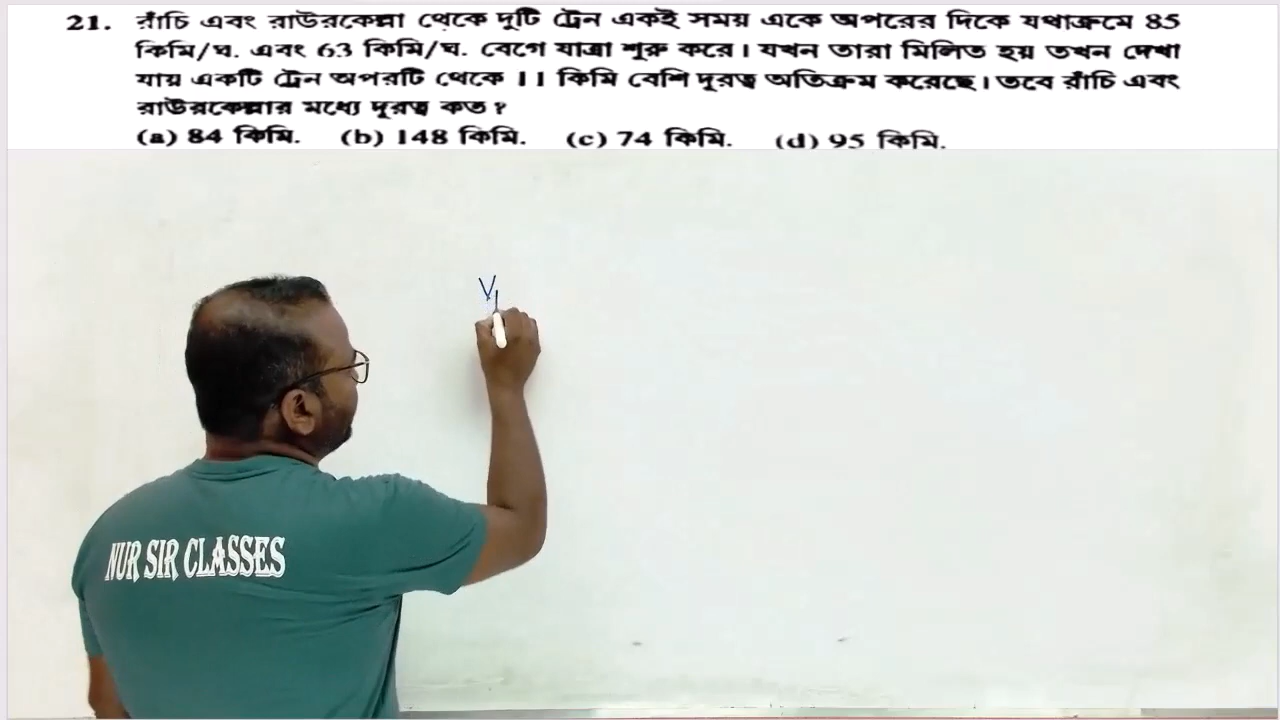 21. রাঁচি এবং রাউরকেল্লা থেকে দুটি ট্রেন একই সময় একে অপরের দিকে যথাক্রমে 85
কিমি/ঘ. এবং 63 কিমি/ঘ. বেগে যাত্রা শুরু করে। যখন তারা মিলিত হয় তখন দেখা
যায় একটি ট্রেন অপরটি থেকে 11 কিমি বেশি দূরত্ব অতিক্রম করেছে। তবে রাঁচি এবং
রাউরকেল্লার মধ্যে দূরত্ব কত?
(a) 84 কিমি. (b) 148 কিমি. (c) 74 কিমি. (d) 95 কিমি.
V₁
NUR SIR CLASSES